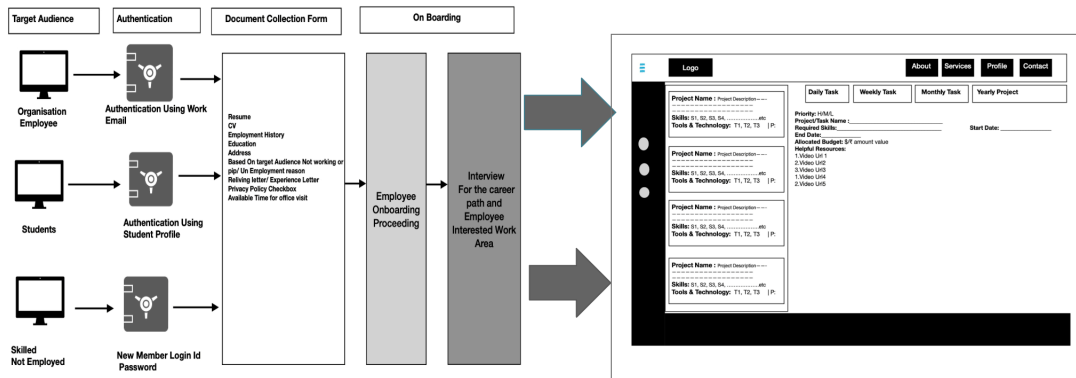 Target Audience
Authentication
Document Collection Form
On Boarding
Organisation
Employee
Authentication Using Work
Email
Students
Authentication Using
Student Profile
Skilled
Not Employed
New Member Login Id
Password
Resume
CV
Employment History
Education
Address
Based On target Audience Not working or
pip/ Un Employment reason
Reliving letter/ Experience Letter
Privacy Policy Checkbox
Available Time for office visit
Employee
Onboarding
Proceeding
Interview
For the career
path and
Employee
Interested Work
Area
Logo
About
Services
Profile
Contact
Project Name : Project Description -- ---
Skills: S1, S2, S3, S4, ....................etc
Tools & Technology: T1, T2, T3 | P:
Project Name : Project Description -- ---
Skills: S1, S2, S3, S4, ....................etc
Tools & Technology: T1, T2, T3 | P:
Project Name : Project Description -- ---
Skills: S1, S2, S3, S4, ....................etc
Tools & Technology: T1, T2, T3 | P:
Project Name : Project Description -- ---
Skills: S1, S2, S3, S4, ....................etc
Tools & Technology: T1, T2, T3 | P:
Daily Task
Weekly Task
Monthly Task
Yearly Project
Priority: H/M/L
Project/Task Name :____________________
Required Skills:____________________ Start Date: ____________
End Date:__________
Allocated Budget: $/₹ amount value
Helpful Resources:
1.Video Url 1
2.Video Url2
3.Video Url3
1.Video Url4
2.Video Url5